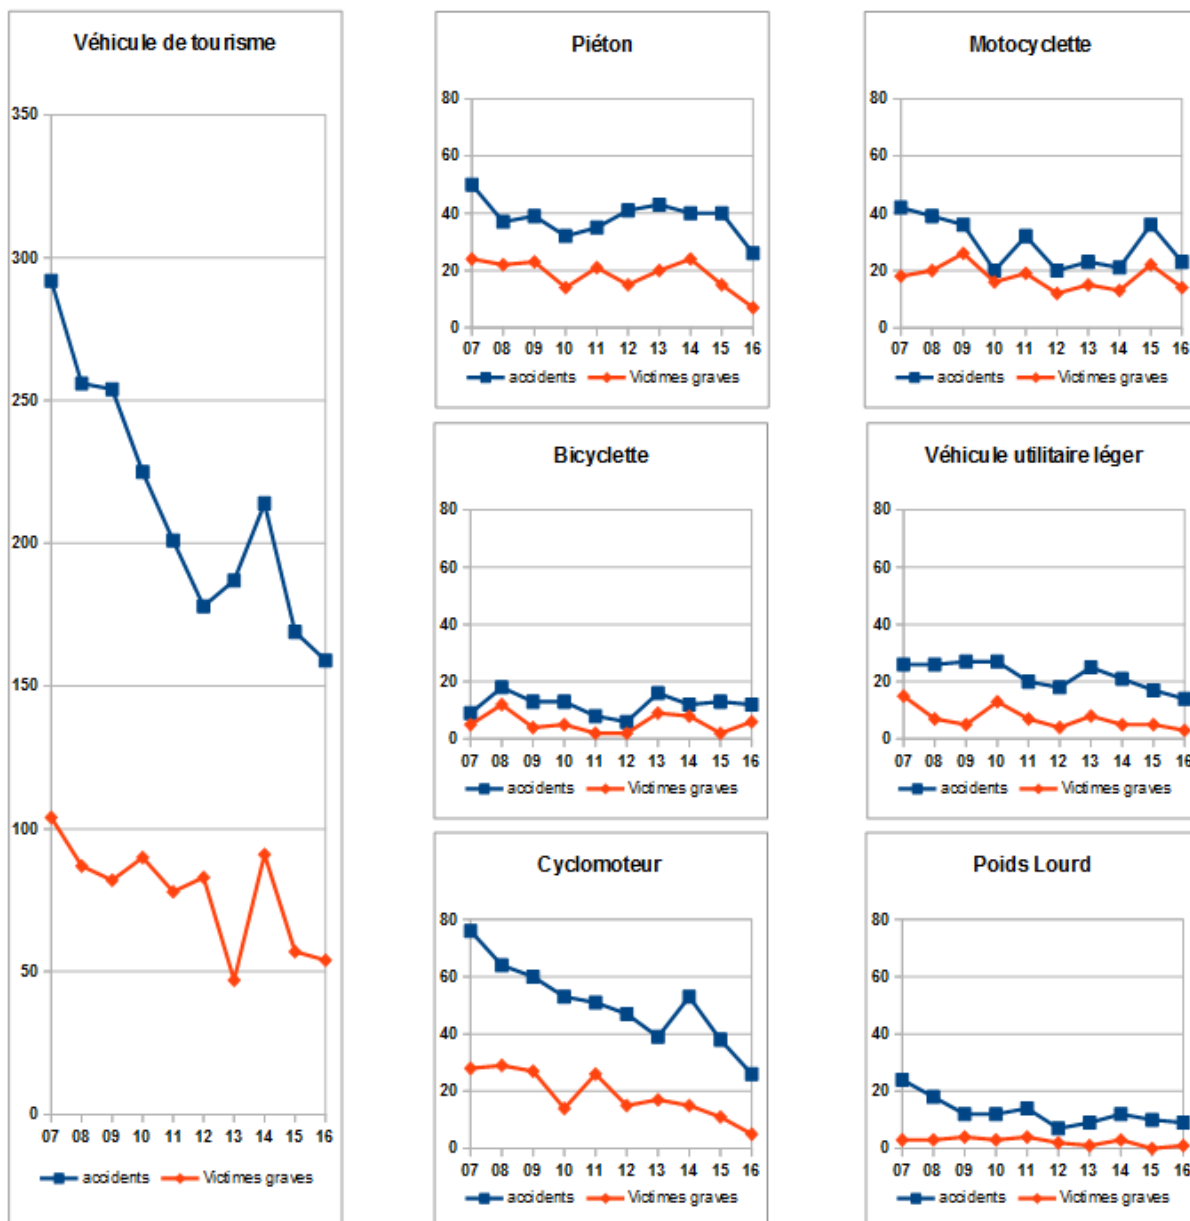 Véhicule de tourisme
350
300
250
200
150
100
50
0
07 08 09 10 11 12 13 14 15 16
accidents Victimes graves
Piéton
80
60
40
20
0
07 08 09 10 11 12 13 14 15 16
accidents Victimes graves
Motocyclette
80
60
40
20
0
07 08 09 10 11 12 13 14 15 16
accidents Victimes graves
Bicyclette
80
60
40
20
0
07 08 09 10 11 12 13 14 15 16
accidents Victimes graves
Véhicule utilitaire léger
80
60
40
20
0
07 08 09 10 11 12 13 14 15 16
accidents Victimes graves
Cyclomoteur
80
60
40
20
0
07 08 09 10 11 12 13 14 15 16
accidents Victimes graves
Poids Lourd
80
60
40
20
0
07 08 09 10 11 12 13 14 15 16
accidents Victimes graves